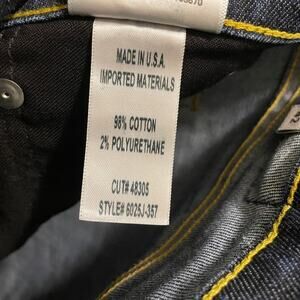 MADE IN U.S.A.
IMPORTED MATERIALS
98% COTTON
2% POLYURETHANE
CUT# 48305
STYLE# 6025J-357